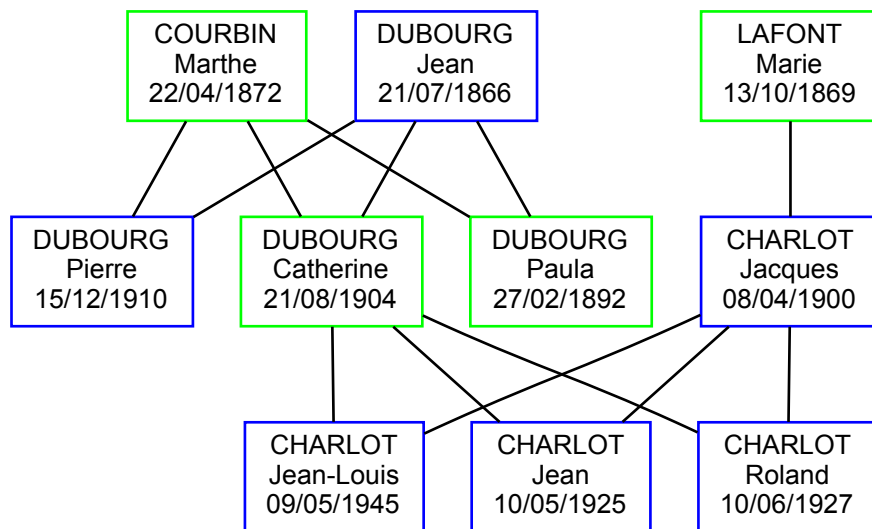 COURBIN
Marthe
22/04/1872
DUBOURG
Jean
21/07/1866
LAFONT
Marie
13/10/1869
DUBOURG
Pierre
15/12/1910
DUBOURG
Catherine
21/08/1904
DUBOURG
Paula
27/02/1892
CHARLOT
Jacques
08/04/1900
CHARLOT
Jean-Louis
09/05/1945
CHARLOT
Jean
10/05/1925
CHARLOT
Roland
10/06/1927